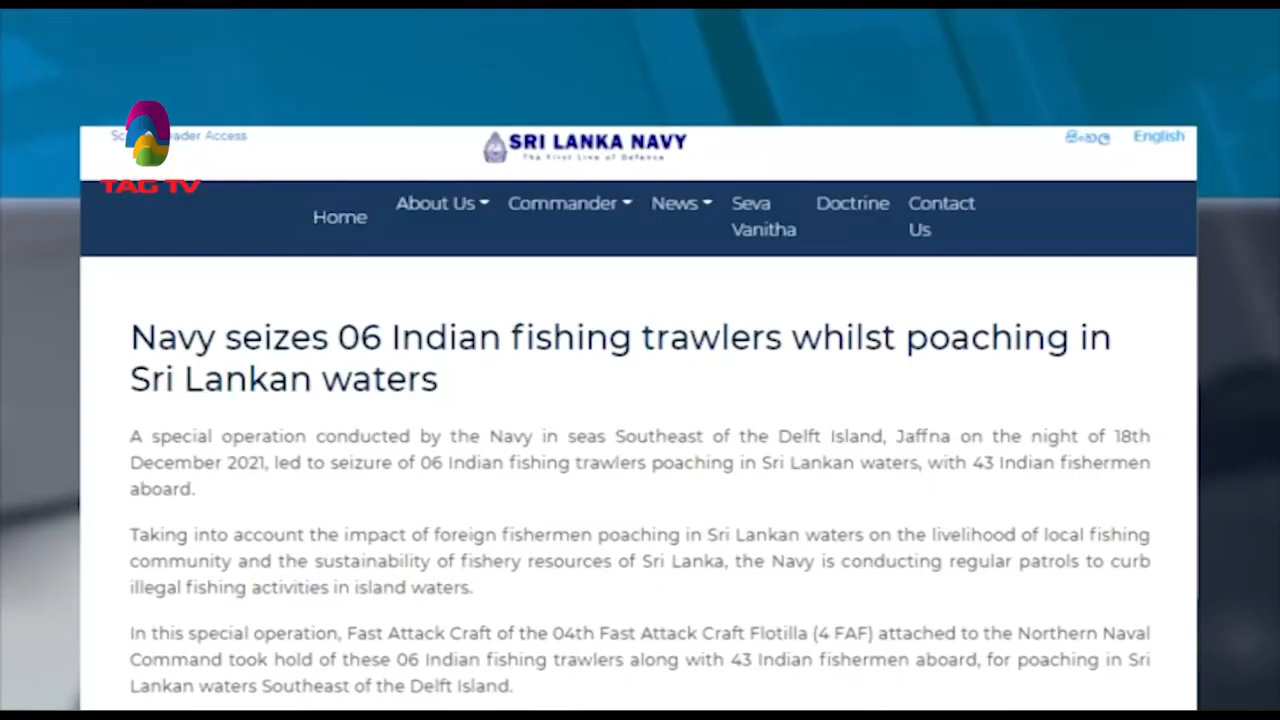 Sc eader Access
SRI LANKA NAVY
The First Line of Defence
සිංහල English
TAG TV
Home About Us Commander News Seva Vanitha Doctrine Contact Us
Navy seizes 06 Indian fishing trawlers whilst poaching in
Sri Lankan waters
A special operation conducted by the Navy in seas Southeast of the Delft Island, Jaffna on the night of 18th
December 2021, led to seizure of 06 Indian fishing trawlers poaching in Sri Lankan waters, with 43 Indian fishermen
aboard.
Taking into account the impact of foreign fishermen poaching in Sri Lankan waters on the livelihood of local fishing
community and the sustainability of fishery resources of Sri Lanka, the Navy is conducting regular patrols to curb
illegal fishing activities in island waters.
In this special operation, Fast Attack Craft of the 04th Fast Attack Craft Flotilla (4 FAF) attached to the Northern Naval
Command took hold of these 06 Indian fishing trawlers along with 43 Indian fishermen aboard, for poaching in Sri
Lankan waters Southeast of the Delft Island.